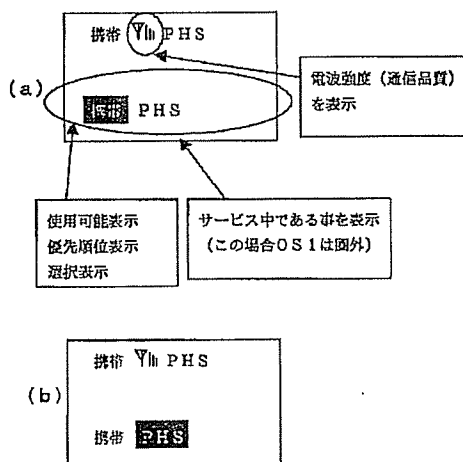 携帯 PHS
(a)
携帯 PHS
電波強度(通信品質)
を表示
使用可能表示
優先順位表示
選択表示
サービス中である事を表示
(この場合OS1は圏外)
携帯 PHS
(b)
携帯 PHS